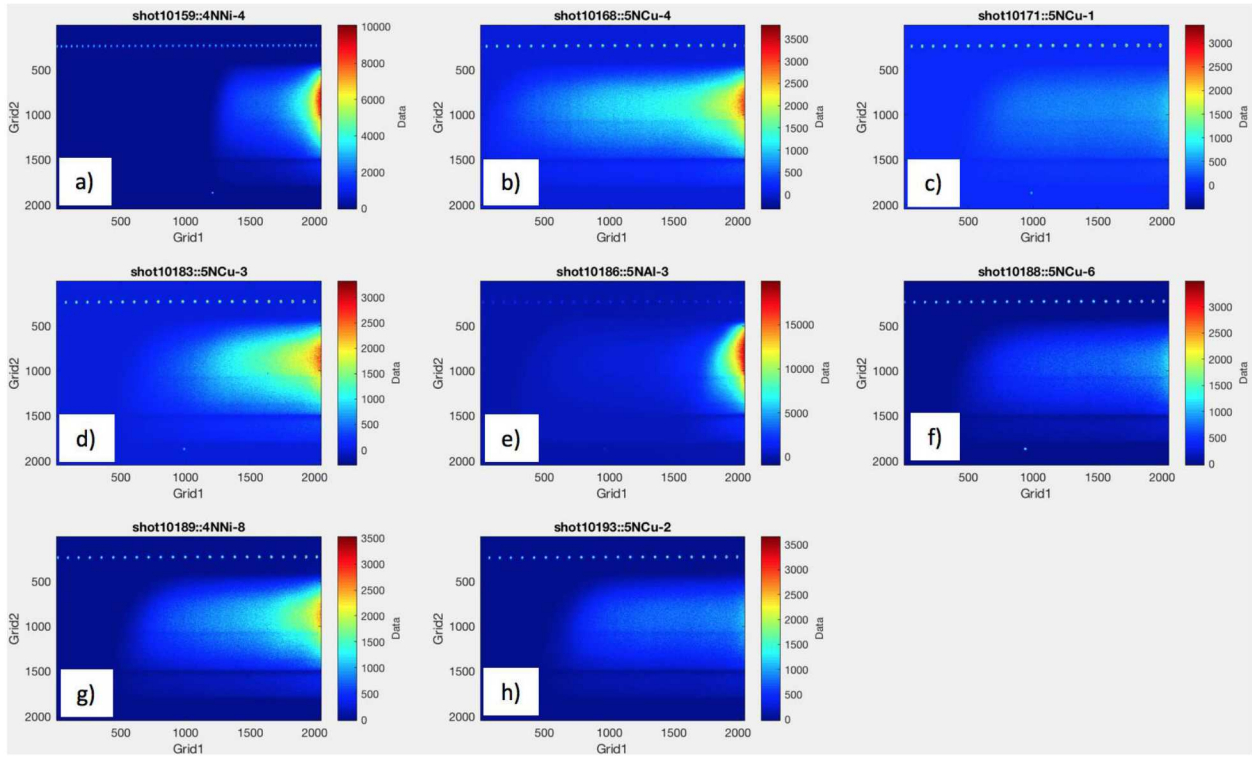 shot10159::4NNi-4
10000
8000
6000
4000
2000
0
Data
500
1000
1500
2000
Grid2
a)
500 1000 1500 2000
Grid1
shot10168::5NCu-4
3500
3000
2500
2000
1500
1000
500
0
Data
500
1000
1500
2000
Grid2
b)
500 1000 1500 2000
Grid1
shot10171::5NCu-1
3000
2500
2000
1500
1000
500
0
Data
500
1000
1500
2000
Grid2
c)
500 1000 1500 2000
Grid1
shot10183::5NCu-3
3000
2500
2000
1500
1000
500
0
Data
500
1000
1500
2000
Grid2
d)
500 1000 1500 2000
Grid1
shot10186::5NAl-3
15000
10000
5000
0
Data
500
1000
1500
2000
Grid2
e)
500 1000 1500 2000
Grid1
shot10188::5NCu-6
3000
2500
2000
1500
1000
500
0
Data
500
1000
1500
2000
Grid2
f)
500 1000 1500 2000
Grid1
shot10189::4NNi-8
3500
3000
2500
2000
1500
1000
500
0
Data
500
1000
1500
2000
Grid2
g)
500 1000 1500 2000
Grid1
shot10193::5NCu-2
3500
3000
2500
2000
1500
1000
500
0
Data
500
1000
1500
2000
Grid2
h)
500 1000 1500 2000
Grid1